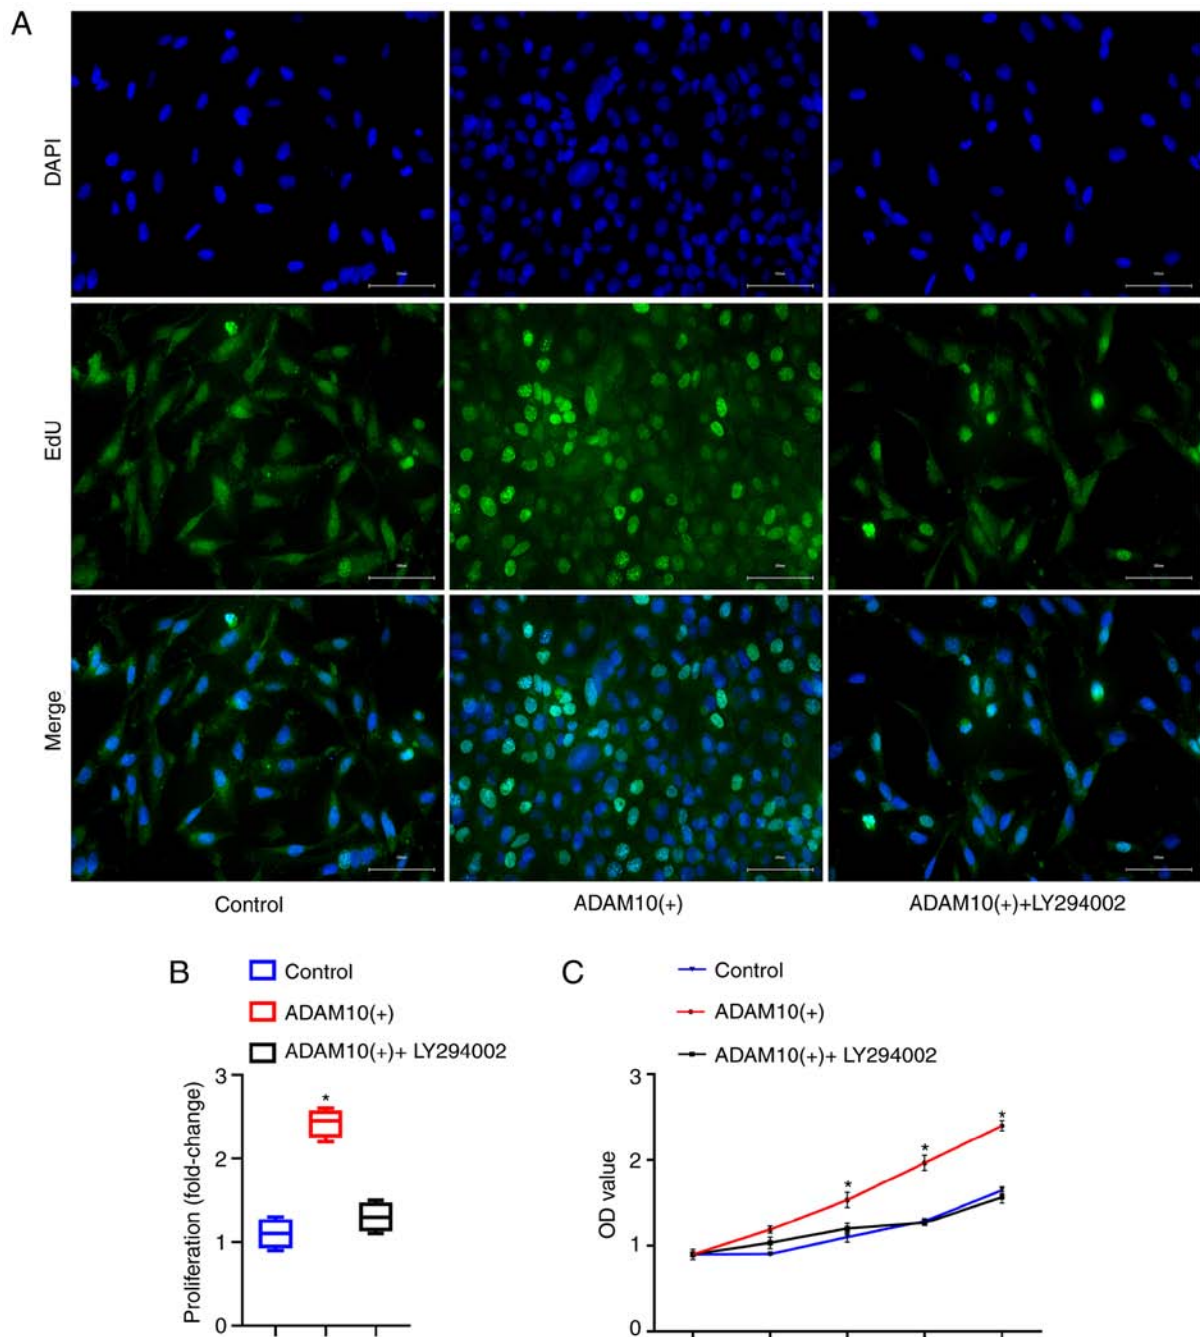 A
DAPI
EdU
Merge
Control
ADAM10(+)
ADAM10(+)+LY294002
B
Control
ADAM10(+)
ADAM10(+)+ LY294002
Proliferation (fold-change)
3
2
1
0
*
C
Control
ADAM10(+)
ADAM10(+)+ LY294002
OD value
3
2
1
0
*
*
*